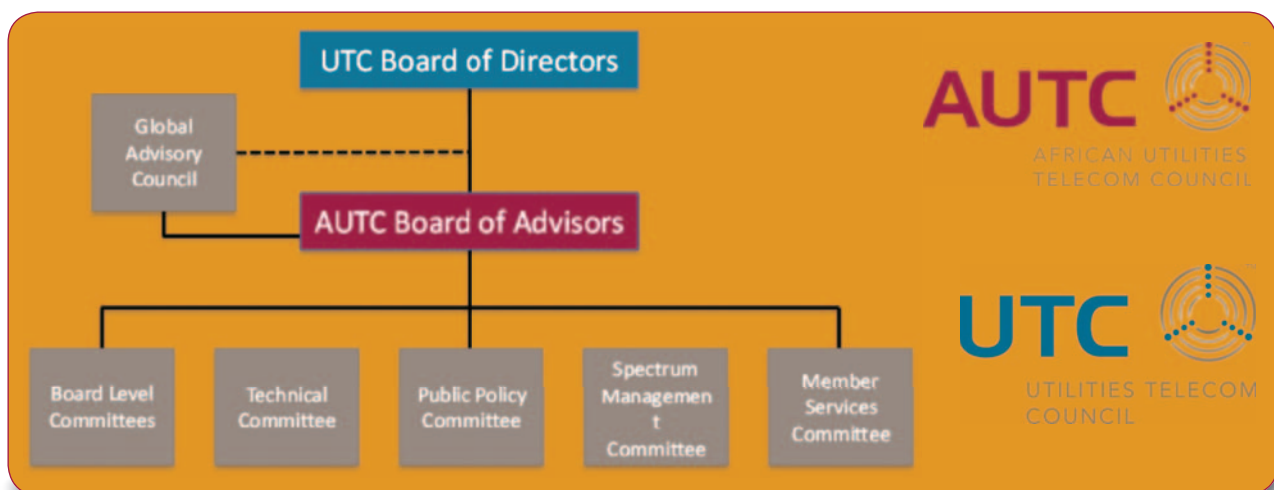 UTC Board of Directors
Global
Advisory
Council
AUTC Board of Advisors
Board Level
Committees
Technical
Committee
Public Policy
Committee
Spectrum
Managemen
t
Committee
Member
Services
Committee
AUTC
AFRICAN UTILITIES
TELECOM COUNCIL
UTC
UTILITIES TELECOM
COUNCIL